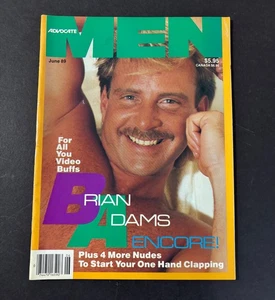 ADVOCATE
MEN
June 88
$5.95
For
All
You
Video
Buffs
BRIAN
ADAMS
ENCORE!
Plus 4 More Nudes
To Start Your One Hand Clapping